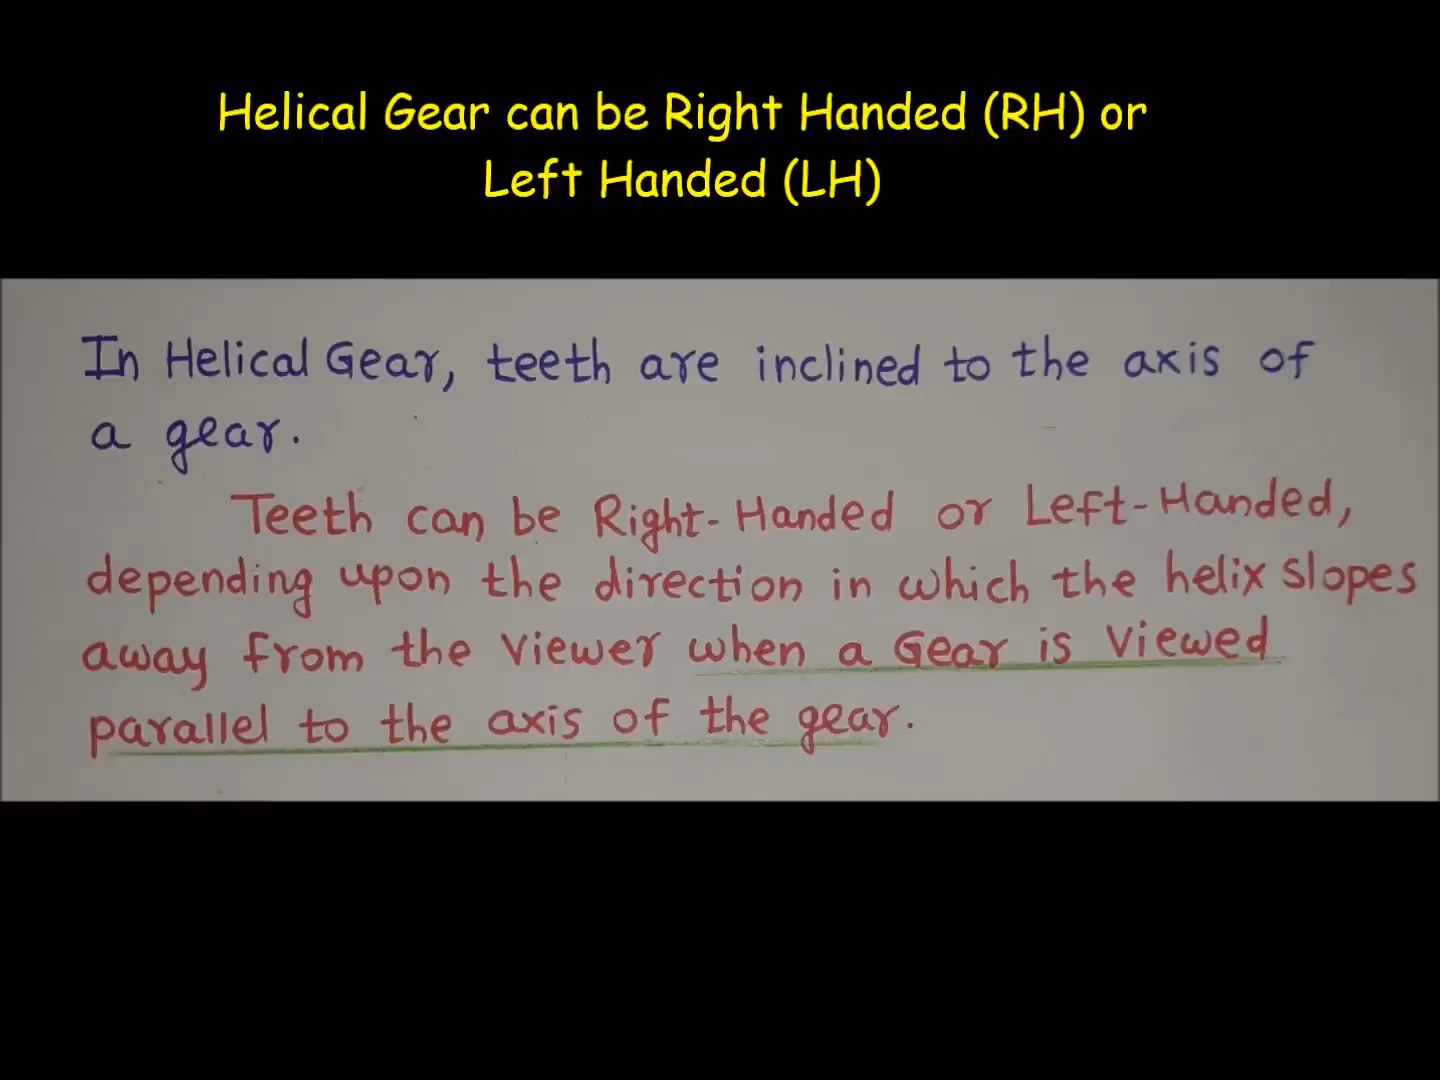 Helical Gear can be Right Handed (RH) or
Left Handed (LH)
In Helical Gear, teeth are inclined to the axis of
a gear.
Teeth can be Right-Handed or Left-Handed,
depending upon the direction in which the helix slopes
away from the viewer when a Gear is viewed
parallel to the axis of the gear.